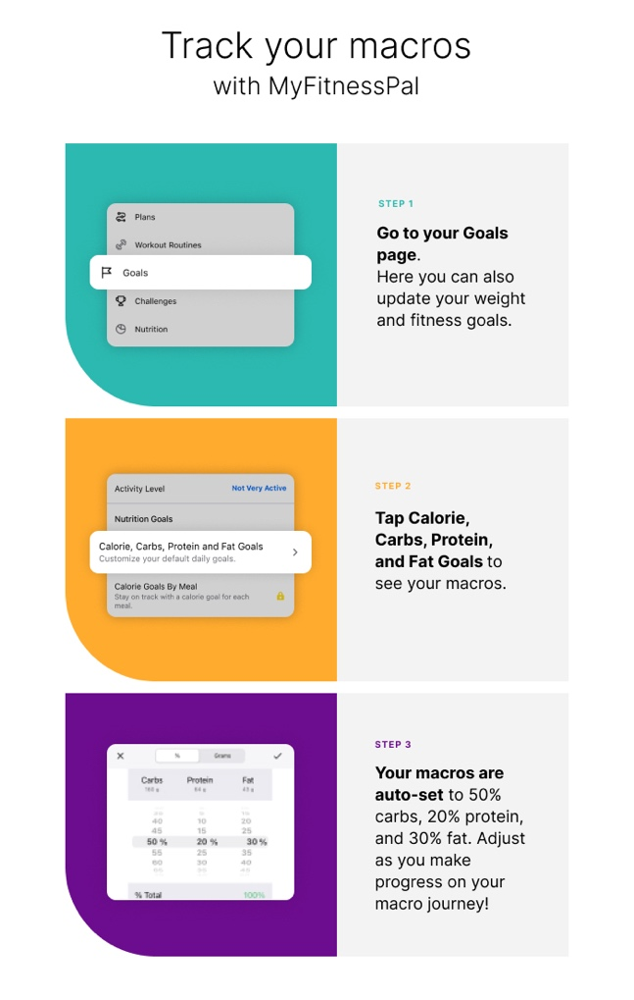 Track your macros
with MyFitnessPal
Plans
Workout Routines
Goals
Challenges
Nutrition
STEP 1
Go to your Goals
page.
Here you can also
update your weight
and fitness goals.
Activity Level Not Very Active
Nutrition Goals
Calorie, Carbs, Protein and Fat Goals
Customize your default daily goals.
Calorie Goals By Meal
Stay on track with a calorie goal for each
meal.
STEP 2
Tap Calorie,
Carbs, Protein,
and Fat Goals to
see your macros.
% Grams
Carbs Protein Fat
40 10 20
45 15 25
50 % 20 % 30 %
55 25 35
60 30 40
% Total 100%
STEP 3
Your macros are
auto-set to 50%
carbs, 20% protein,
and 30% fat. Adjust
as you make
progress on your
macro journey!